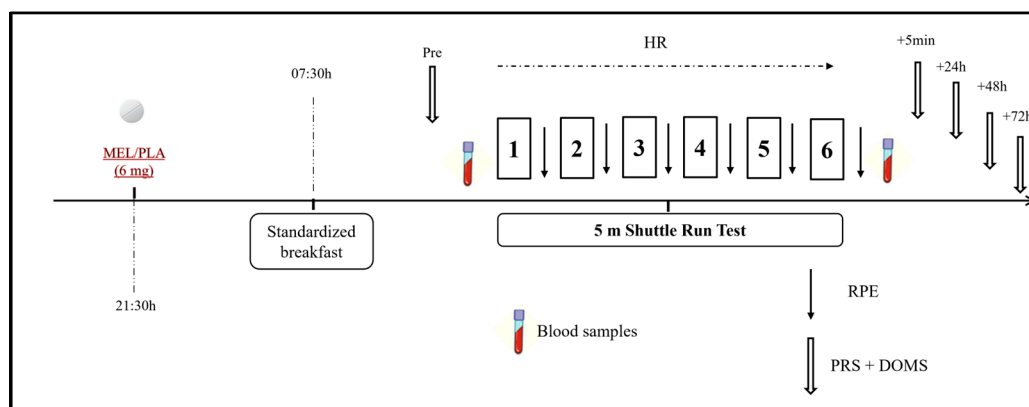 Pre
HR
+5min
+24h
+48h
+72h
07:30h
MEL/PLA
(6 mg)
1
2
3
4
5
6
Standardized
breakfast
5 m Shuttle Run Test
21:30h
RPE
Blood samples
PRS + DOMS